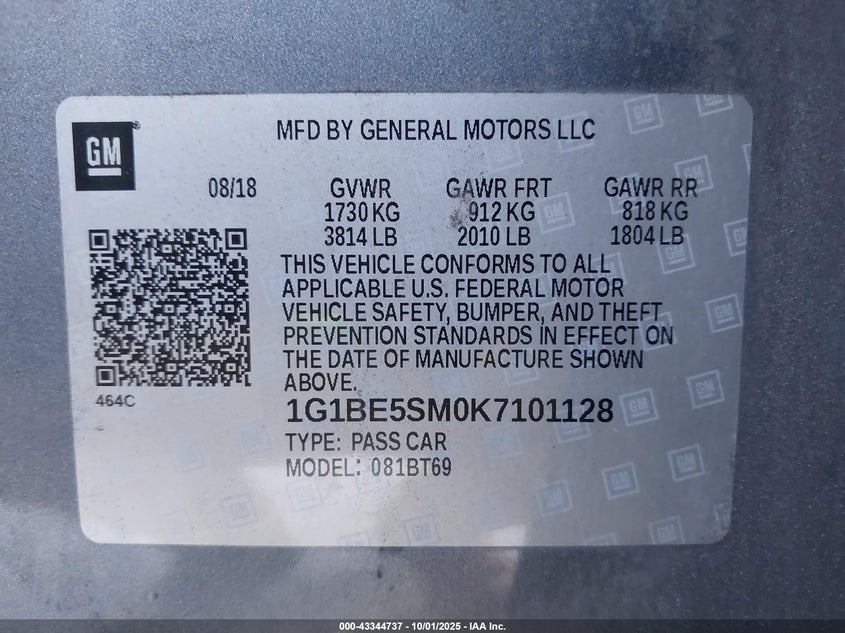 GM
MFD BY GENERAL MOTORS LLC
08/18 GVWR GAWR FRT GAWR RR
1730 KG 912 KG 818 KG
3814 LB 2010 LB 1804 LB
THIS VEHICLE CONFORMS TO ALL
APPLICABLE U.S. FEDERAL MOTOR
VEHICLE SAFETY, BUMPER, AND THEFT
PREVENTION STANDARDS IN EFFECT ON
THE DATE OF MANUFACTURE SHOWN
ABOVE.
464C
1G1BE5SM0K7101128
TYPE: PASS CAR
MODEL: 081BT69
000-43344737 - 10/01/2025 - IAA Inc.